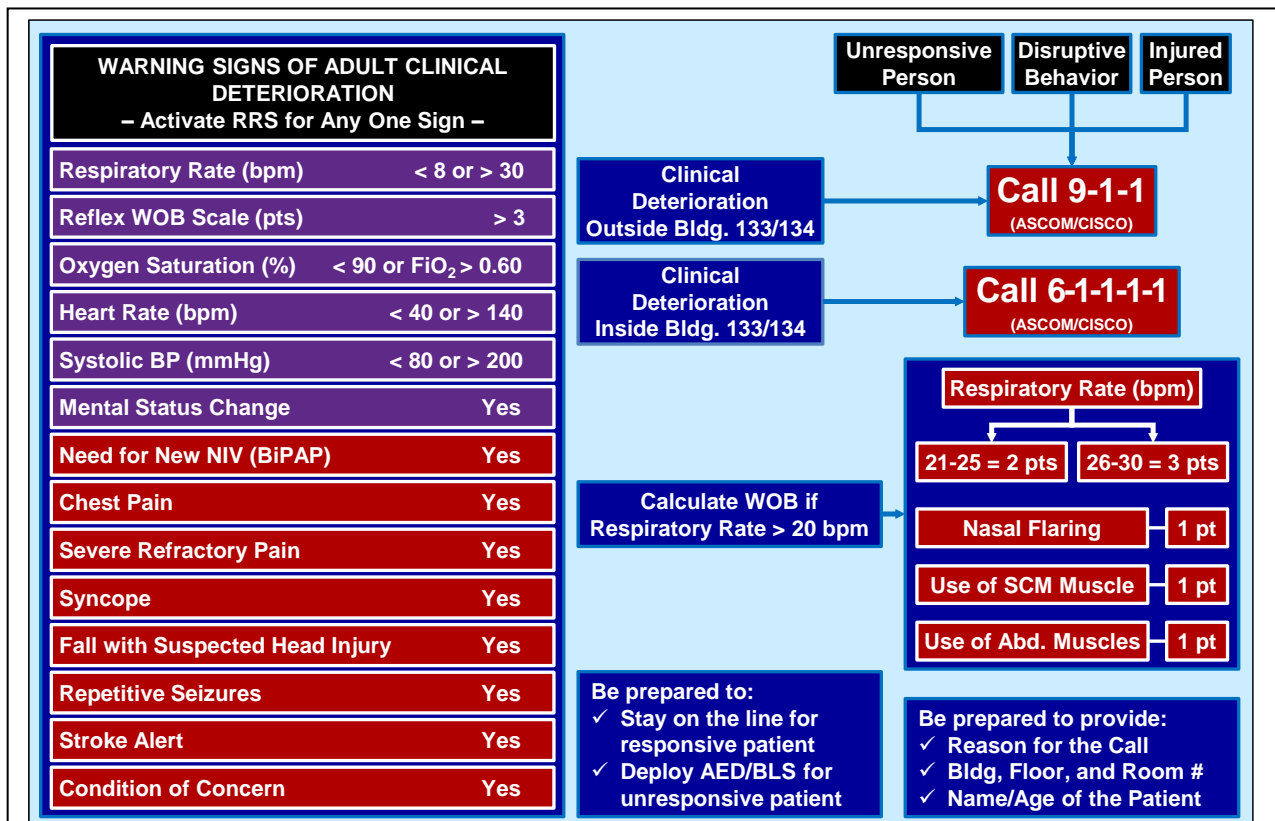 WARNING SIGNS OF ADULT CLINICAL
DETERIORATION
– Activate RRS for Any One Sign –
Respiratory Rate (bpm) < 8 or > 30
Reflex WOB Scale (pts) > 3
Oxygen Saturation (%) < 90 or FiO₂ > 0.60
Heart Rate (bpm) < 40 or > 140
Systolic BP (mmHg) < 80 or > 200
Mental Status Change Yes
Need for New NIV (BiPAP) Yes
Chest Pain Yes
Severe Refractory Pain Yes
Syncope Yes
Fall with Suspected Head Injury Yes
Repetitive Seizures Yes
Stroke Alert Yes
Condition of Concern Yes
Unresponsive
Person
Disruptive
Behavior
Injured
Person
Clinical
Deterioration
Outside Bldg. 133/134
Call 9-1-1
(ASCOM/CISCO)
Clinical
Deterioration
Inside Bldg. 133/134
Call 6-1-1-1-1
(ASCOM/CISCO)
Calculate WOB if
Respiratory Rate > 20 bpm
Respiratory Rate (bpm)
21-25 = 2 pts
26-30 = 3 pts
Nasal Flaring 1 pt
Use of SCM Muscle 1 pt
Use of Abd. Muscles 1 pt
Be prepared to:
✓ Stay on the line for
responsive patient
✓ Deploy AED/BLS for
unresponsive patient
Be prepared to provide:
✓ Reason for the Call
✓ Bldg, Floor, and Room #
✓ Name/Age of the Patient